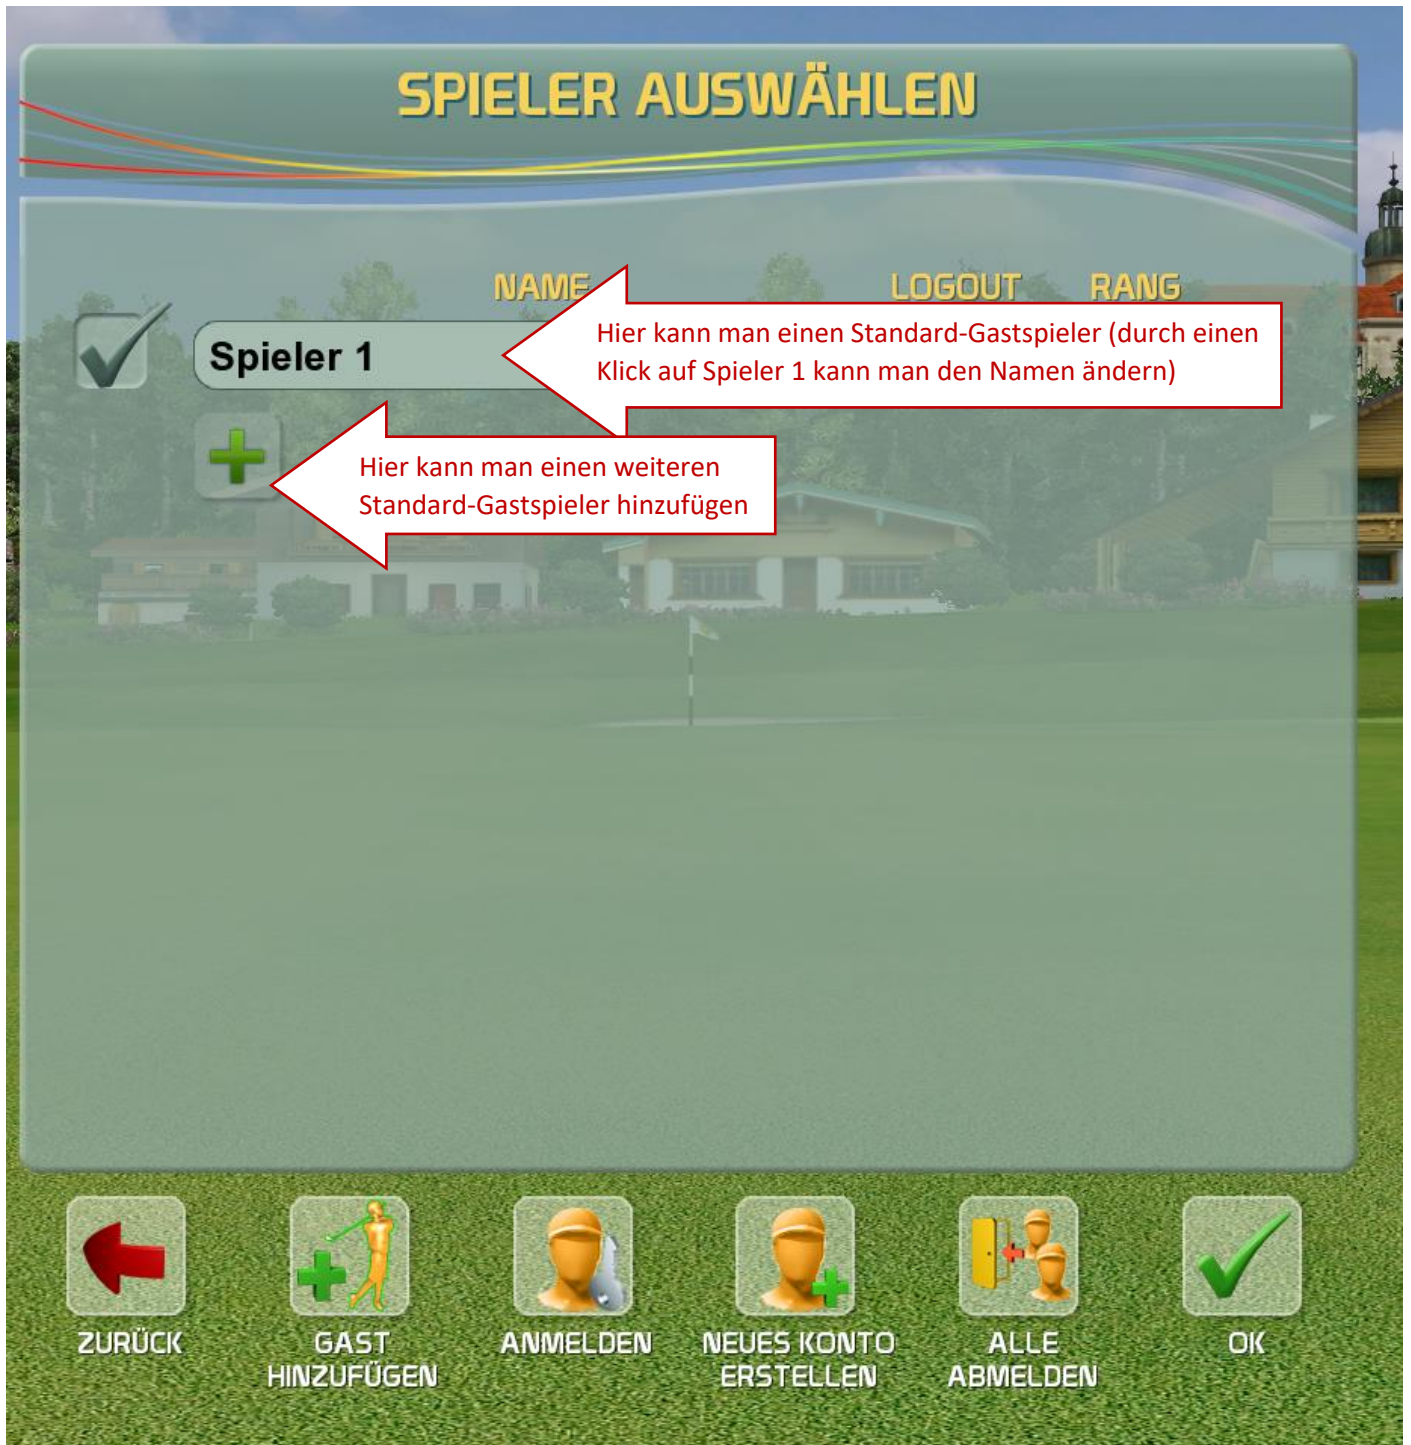 SPIELER AUSWÄHLEN
NAME LOGOUT RANG
Spieler 1
Hier kann man einen Standard-Gastspieler (durch einen
Klick auf Spieler 1 kann man den Namen ändern)
Hier kann man einen weiteren
Standard-Gastspieler hinzufügen
ZURÜCK
GAST
HINZUFÜGEN
ANMELDEN
NEUES KONTO
ERSTELLEN
ALLE
ABMELDEN
OK